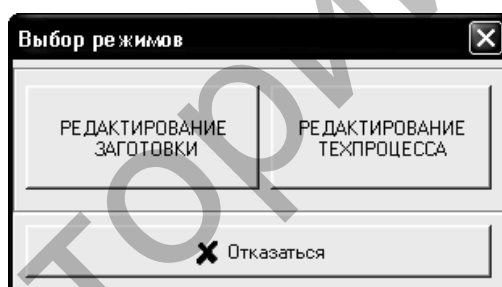 Выбор режимов
РЕДАКТИРОВАНИЕ
ЗАГОТОВКИ
РЕДАКТИРОВАНИЕ
ТЕХПРОЦЕССА
Отказаться